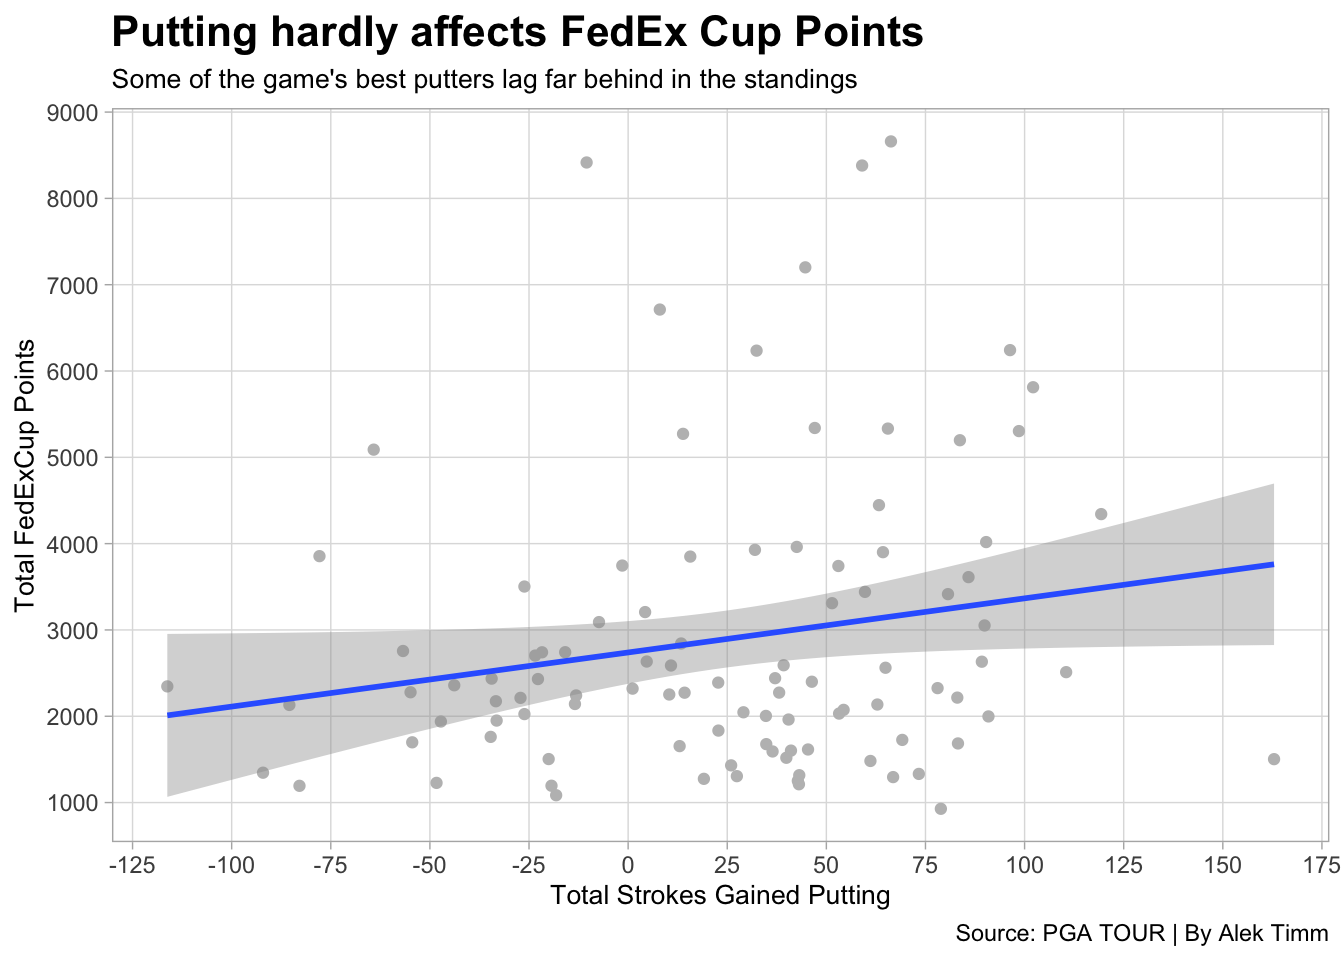 Putting hardly affects FedEx Cup Points
Some of the game's best putters lag far behind in the standings
9000
8000
7000
6000
5000
4000
3000
2000
1000
Total FedExCup Points
-125 -100 -75 -50 -25 0 25 50 75 100 125 150 175
Total Strokes Gained Putting
Source: PGA TOUR | By Alek Timm